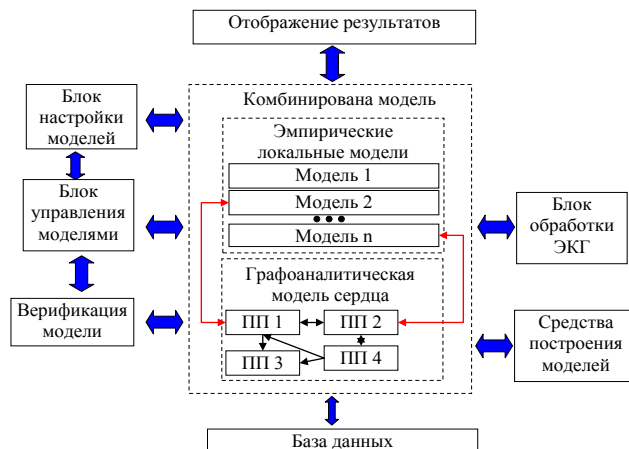 Отображение результатов
Блок
настройки
моделей
Блок
управления
моделями
Верификация
модели
Комбинирована модель
Эмпирические
локальные модели
Модель 1
Модель 2
Модель n
Графоаналитическая
модель сердца
ПП 1
ПП 2
ПП 3
ПП 4
Блок
обработки
ЭКГ
Средства
построения
моделей
База данных